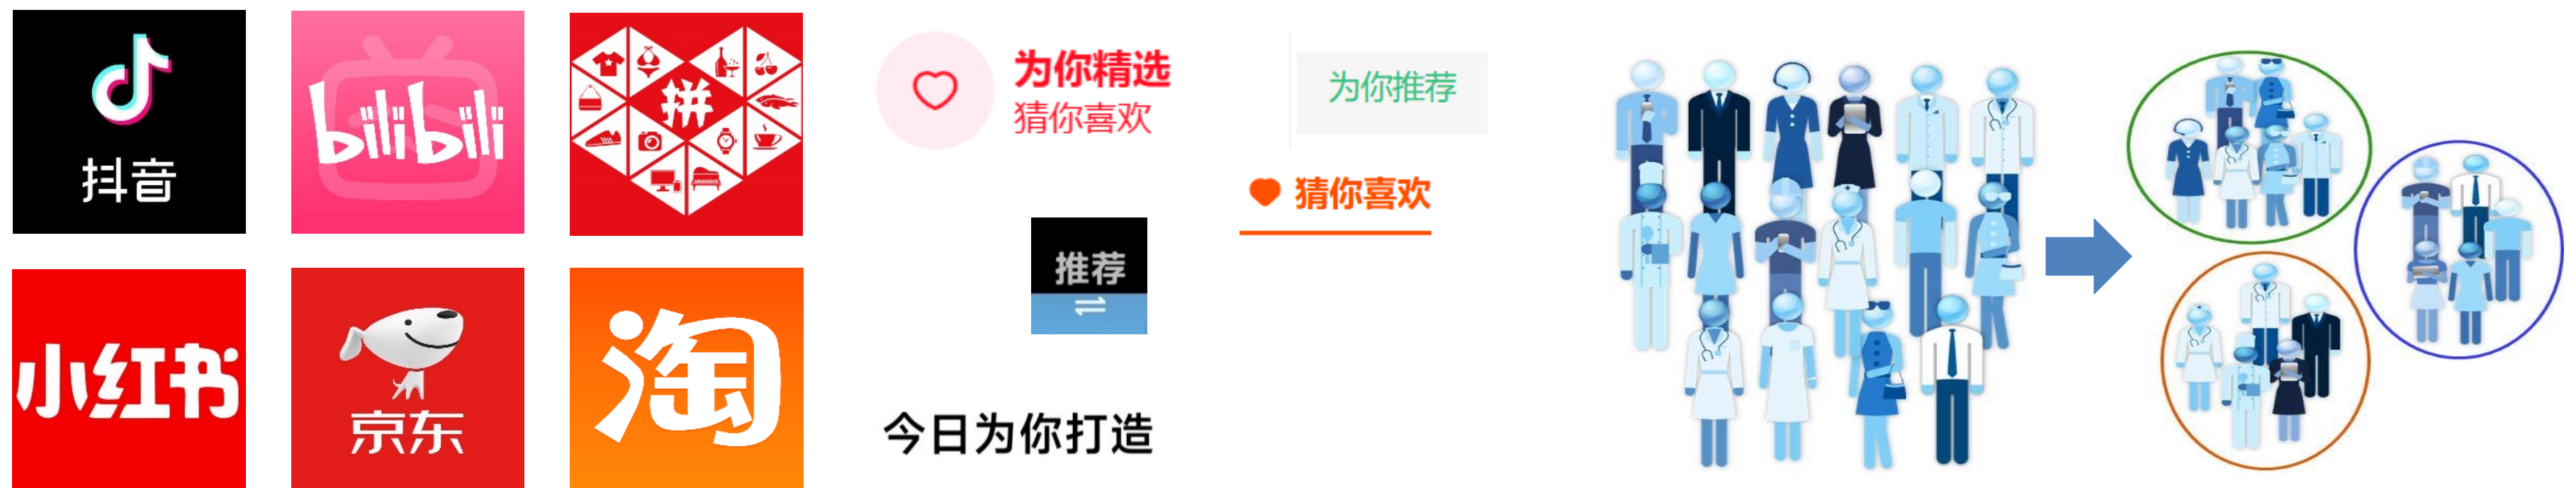 抖音
bilibili
拼
小红书
京东
淘
为你精选
猜你喜欢
为你推荐
猜你喜欢
推荐
今日为你打造